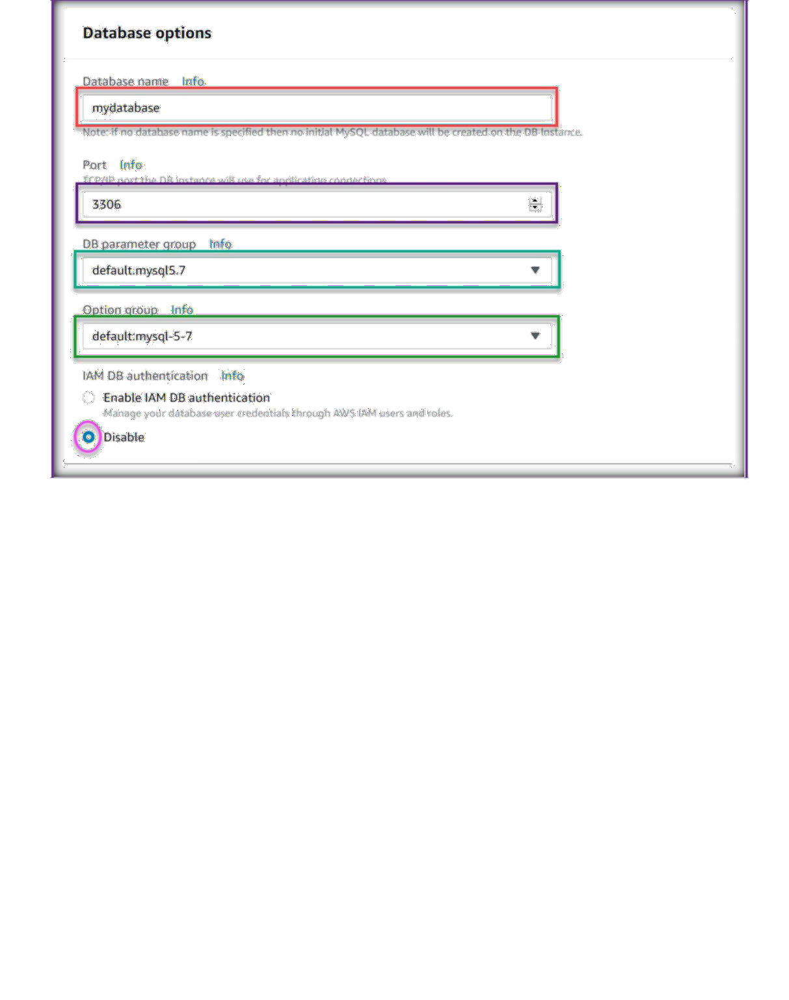 Database options
Database name Info
mydatabase
Note: if no database name is specified then no initial MySQL database will be created on the DB Instance.
Port Info
TCP/IP port the DB instance will use for application connections.
3306
DB parameter group Info
default.mysql5.7
Option group Info
default:mysql-5-7
IAM DB authentication Info
Enable IAM DB authentication
Manage your database user credentials through AWS IAM users and roles.
Disable